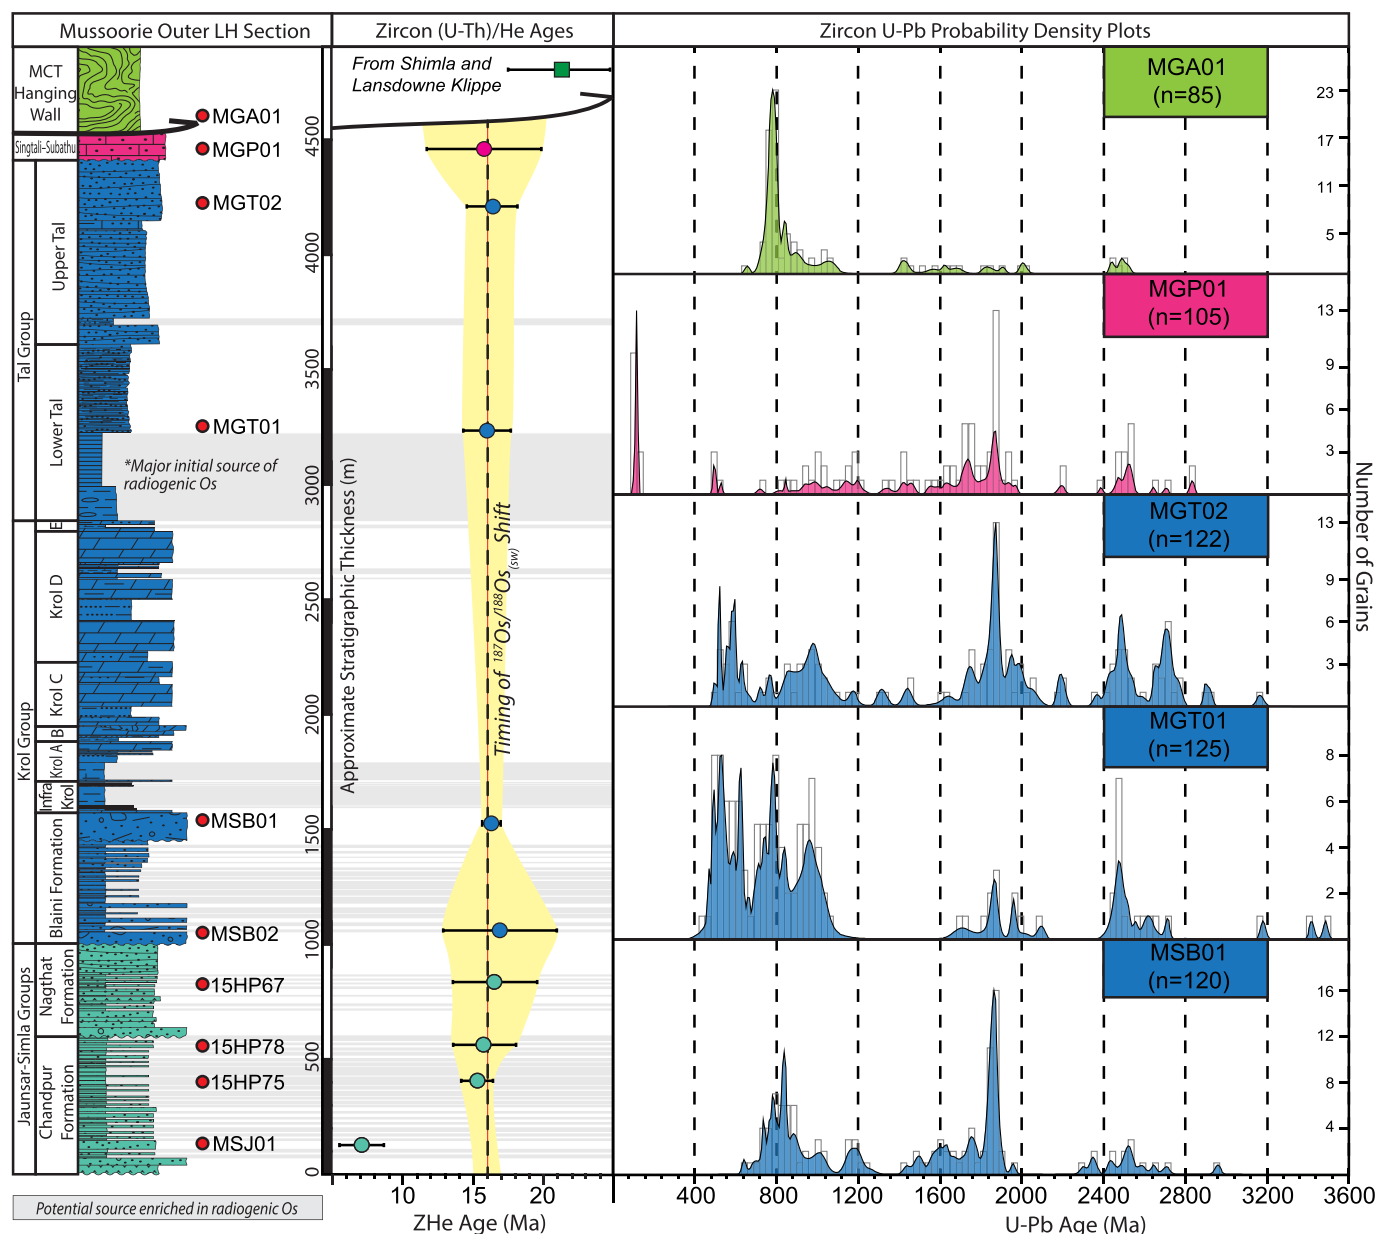 Mussoorie Outer LH Section
Zircon (U-Th)/He Ages
Zircon U-Pb Probability Density Plots
MCT
Hanging
Wall
Singtali-Subathu
Tal Group
Upper Tal
Lower Tal
Krol Group
E
Krol D
Krol C
B
Krol A
Infra
Krol
Blaini Formation
Jaunsar-Simla Groups
Nagthat
Formation
Chandpur
Formation
MGA01
MGP01
MGT02
MGT01
*Major initial source of
radiogenic Os
MSB01
MSB02
15HP67
15HP78
15HP75
MSJ01
Potential source enriched in radiogenic Os
4500
4000
3500
3000
2500
2000
1500
1000
500
0
Approximate Stratigraphic Thickness (m)
From Shimla and
Lansdowne Klippe
Timing of 187Os/188Os(sw) Shift
10
15
20
ZHe Age (Ma)
MGA01
(n=85)
23
17
11
5
MGP01
(n=105)
13
9
6
3
MGT02
(n=122)
13
9
6
3
MGT01
(n=125)
8
6
4
2
MSB01
(n=120)
16
12
8
4
Number of Grains
400
800
1200
1600
2000
2400
2800
3200
3600
U-Pb Age (Ma)